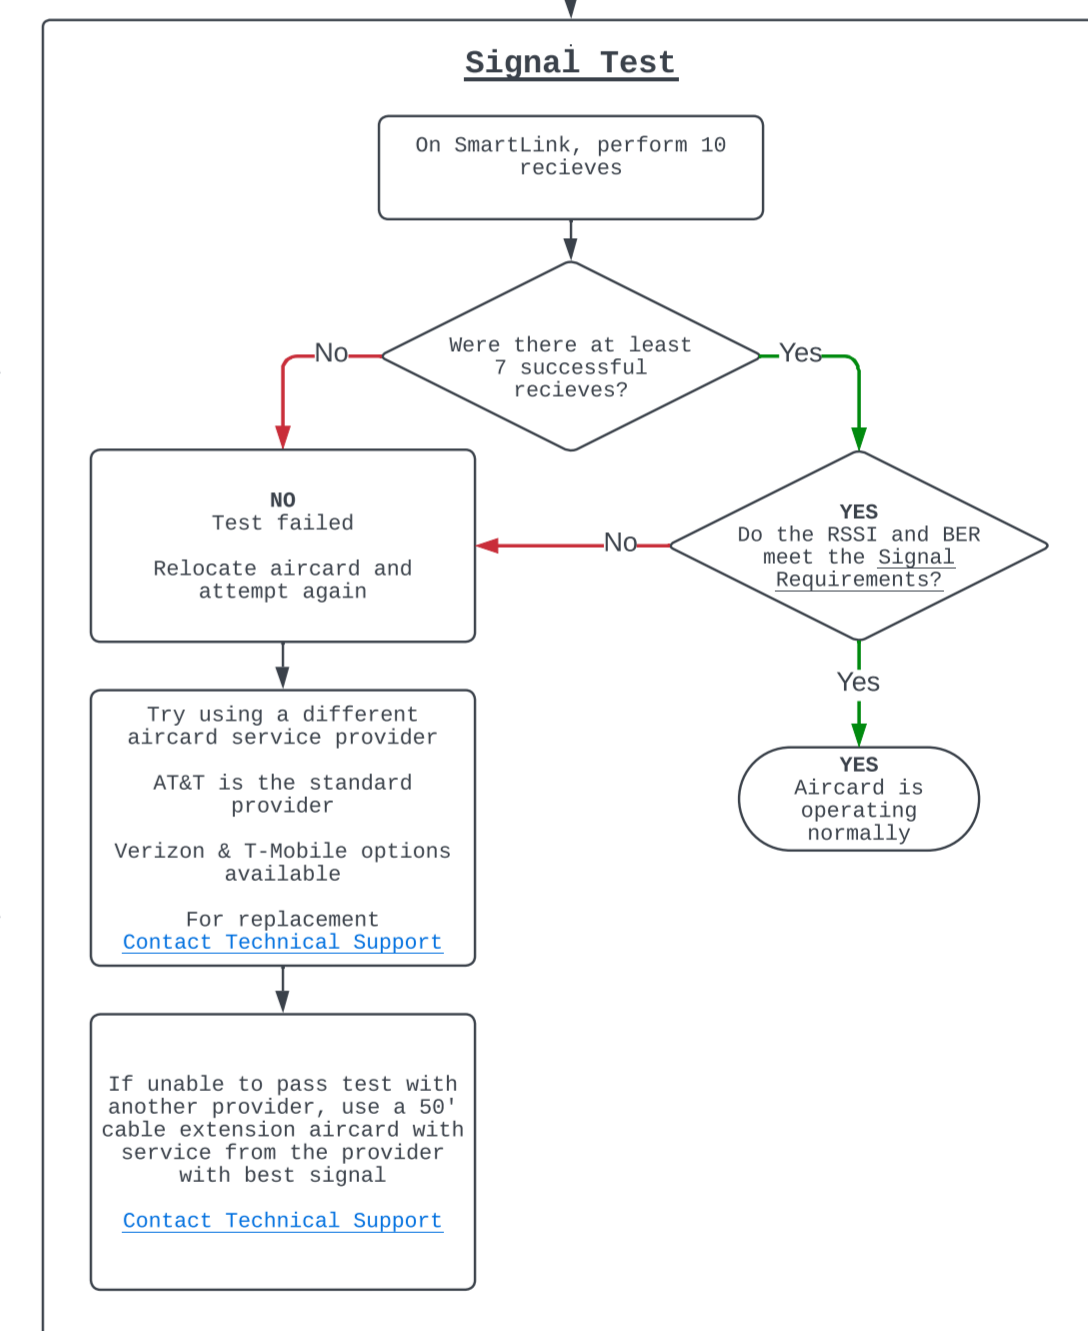 Signal Test
On SmartLink, perform 10
recieves
Were there at least
7 successful
recieves?
No
Yes
NO
Test failed
Relocate aircard and
attempt again
No
YES
Do the RSSI and BER
meet the Signal
Requirements?
Yes
YES
Aircard is
operating
normally
Try using a different
aircard service provider
AT&T is the standard
provider
Verizon & T-Mobile options
available
For replacement
Contact Technical Support
If unable to pass test with
another provider, use a 50'
cable extension aircard with
service from the provider
with best signal
Contact Technical Support